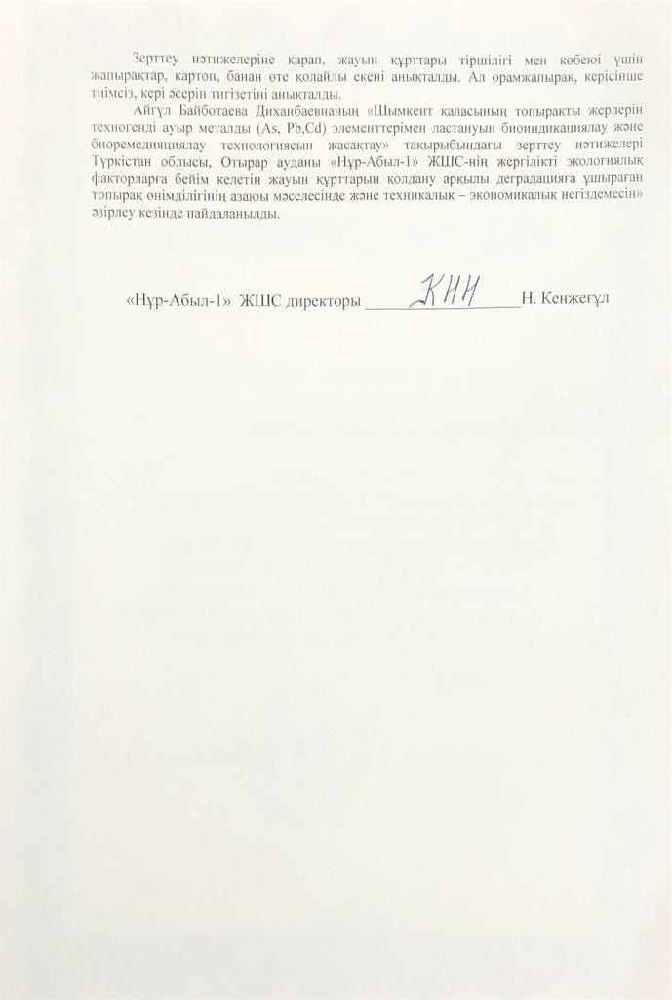 Зерттеу нәтижелеріне қарап, жауын құрттары тіршілігі мен көбеюі үшін
жапырақтар, картоп, банан өте қолайлы екені анықталды. Ал орамжапырақ, керісінше
тиімсіз, кері әсерін тигізетіні анықталды.
Айгүл Байботаева Диханбаевнаның «Шымкент қаласының топырақты жерлерін
техногенді ауыр металды (As, Pb,Cd) элементтерімен ластануын биоиндикациялау және
биоремедияциялау технологиясын жасақтау» тақырыбындағы зерттеу нәтижелері
Түркістан облысы, Отырар ауданы «Нұр-Абыл-1» ЖШС-нің жергілікті экологиялық
факторларға бейім келетін жауын құрттарын қолдану арқылы деградацияға ұшыраған
топырақ өнімділігінің азаюы мәселесінде және техникалық – экономикалық негіздемесін»
әзірлеу кезінде пайдаланылды.
«Нұр-Абыл-1» ЖШС директоры КНН Н. Кенжеғұл